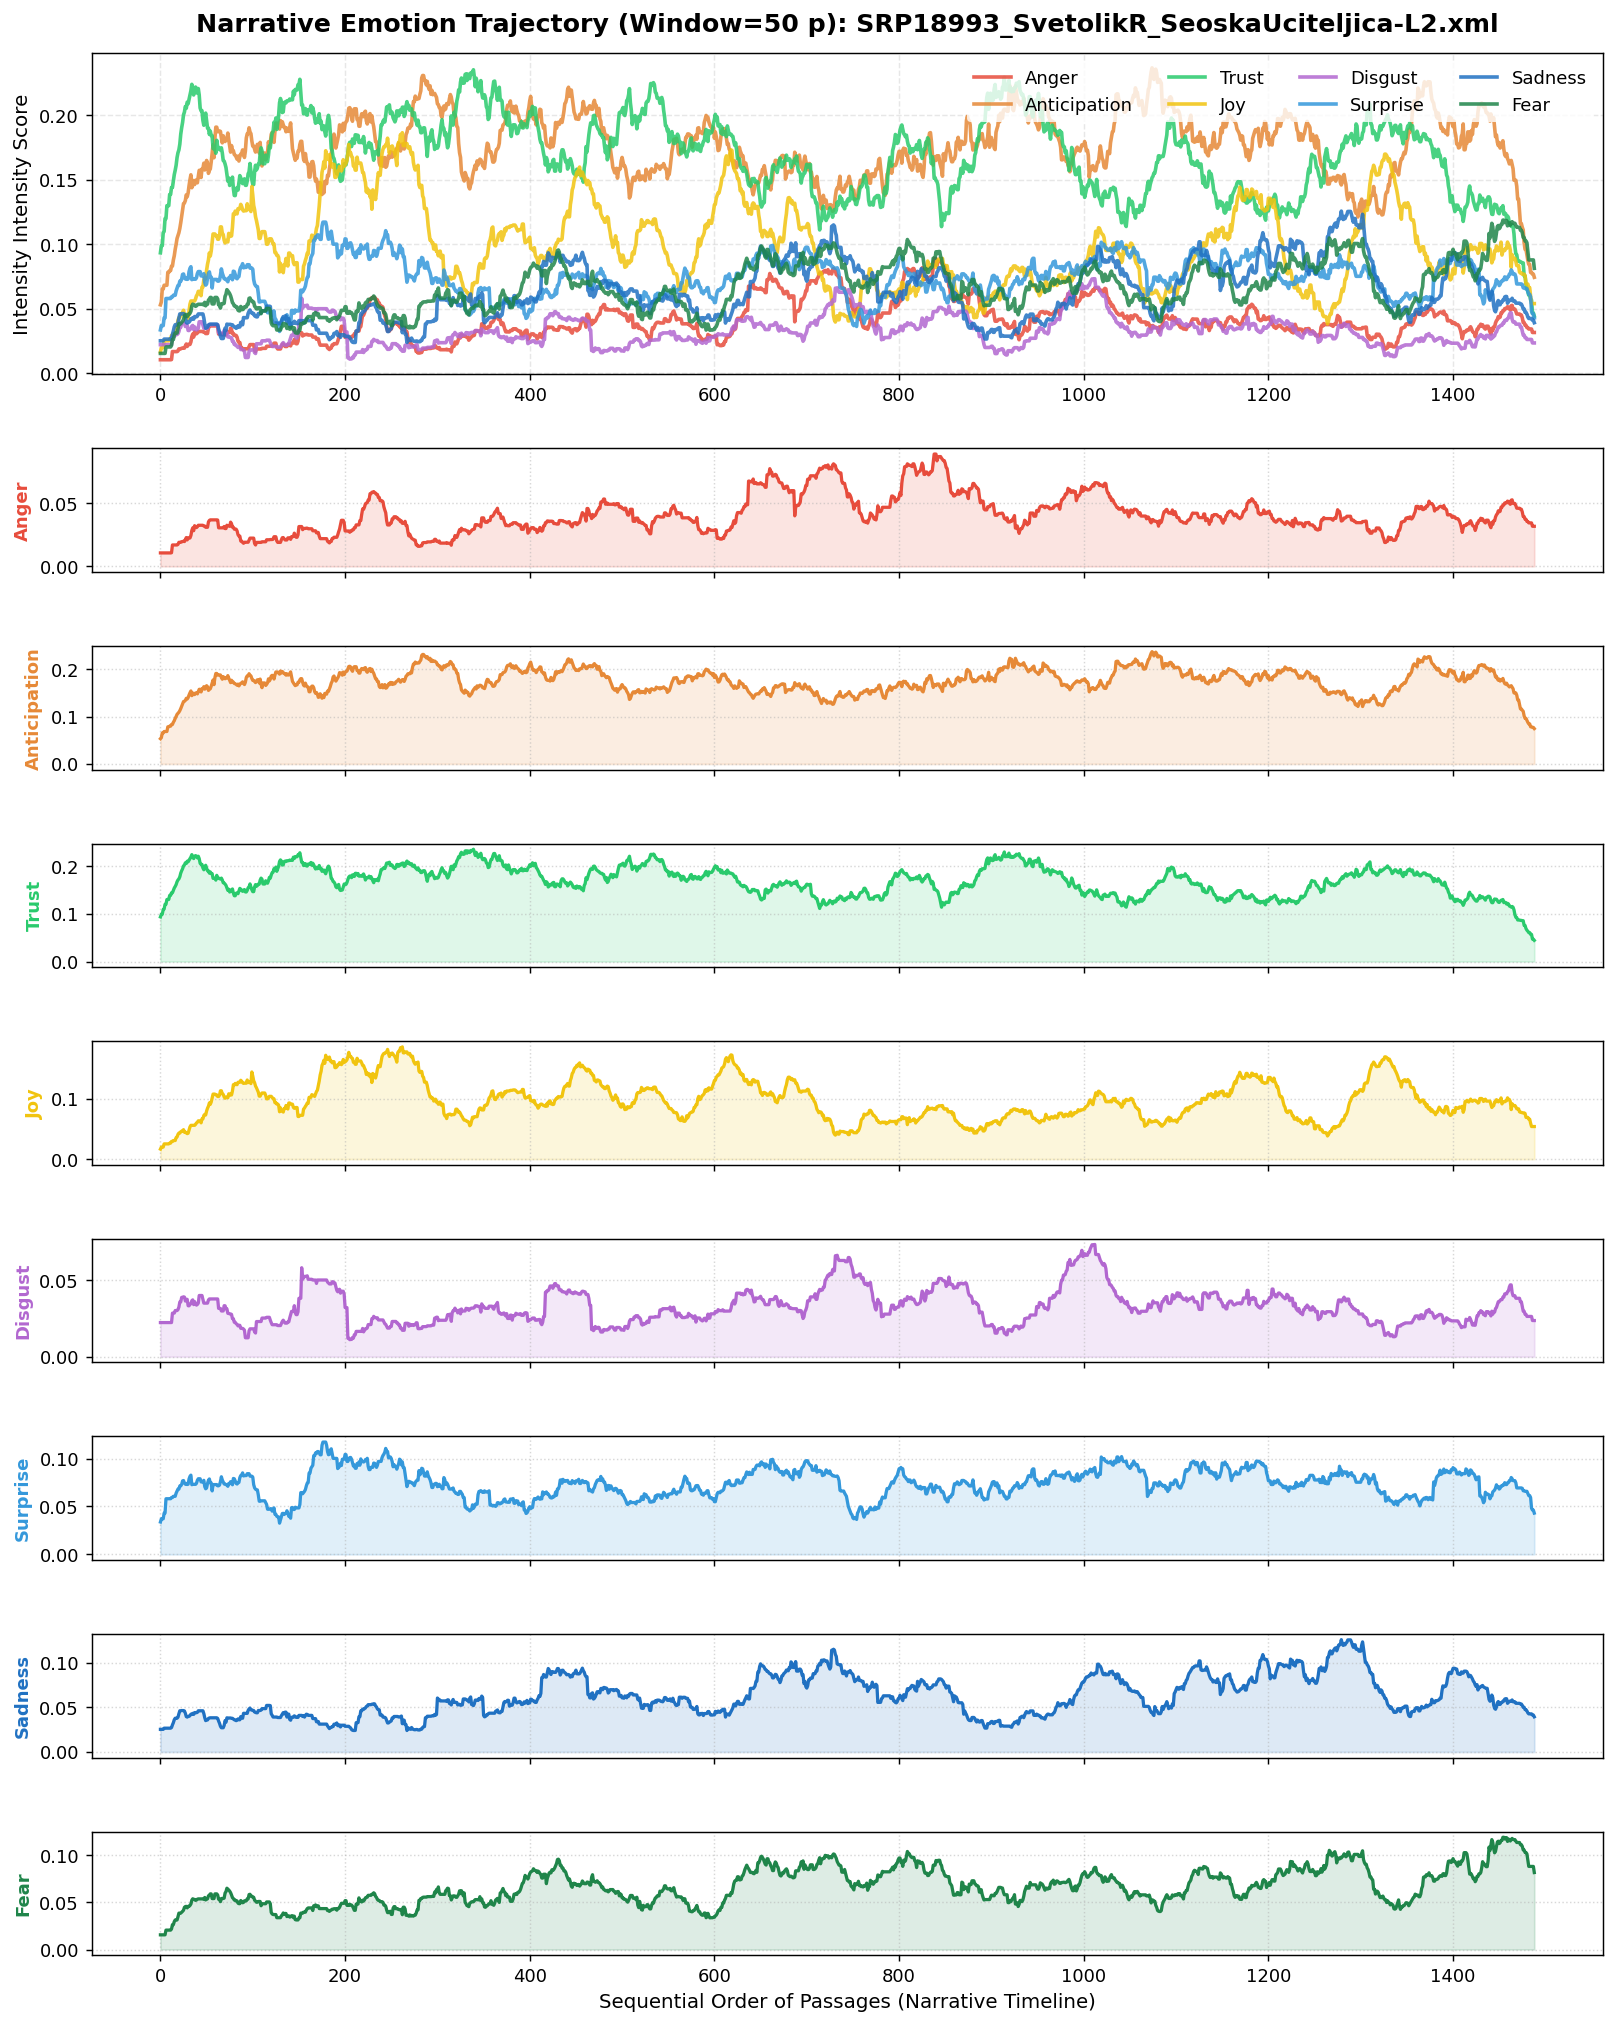 Narrative Emotion Trajectory (Window=50 p): SRP18993_SvetolikR_SeoskaUciteljica-L2.xml
Intensity Intensity Score
Anger Trust Disgust Sadness
Anticipation Joy Surprise Fear
0.20
0.15
0.10
0.05
0.00
0 200 400 600 800 1000 1200 1400
Anger
0.05
0.00
Anticipation
0.2
0.1
0.0
Trust
0.2
0.1
0.0
Joy
0.1
0.0
Disgust
0.05
0.00
Surprise
0.10
0.05
0.00
Sadness
0.10
0.05
0.00
Fear
0.10
0.05
0.00
0 200 400 600 800 1000 1200 1400
Sequential Order of Passages (Narrative Timeline)